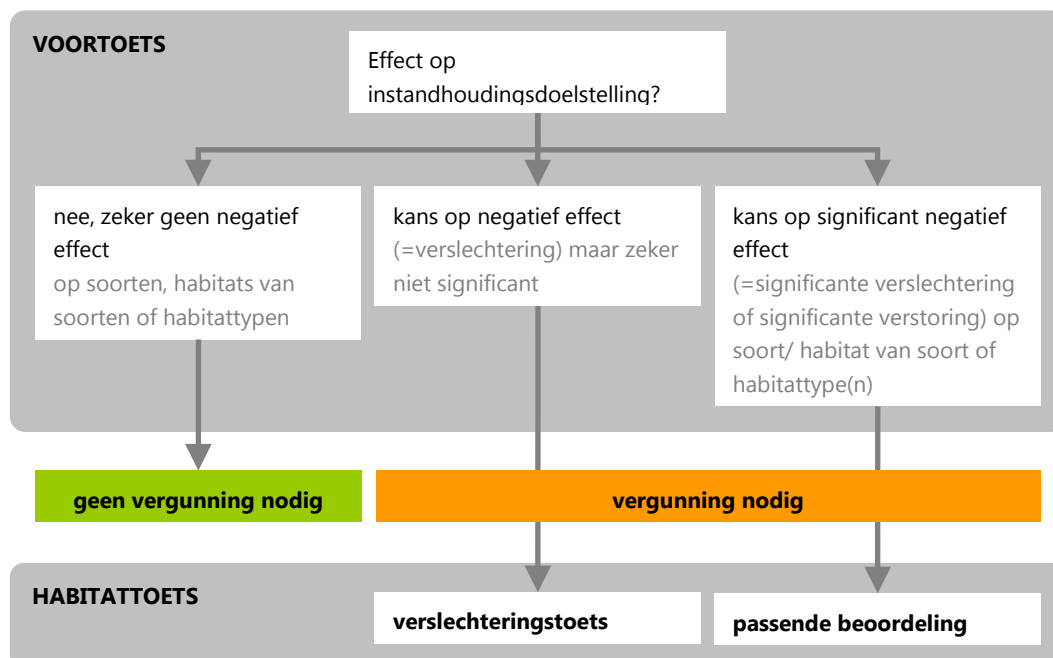 VOORTOETS
Effect op
instandhoudingsdoelstelling?
nee, zeker geen negatief
effect
op soorten, habitats van
soorten of habitattypen
kans op negatief effect
(=verslechtering) maar zeker
niet significant
kans op significant negatief
effect
(=significante verslechtering
of significante verstoring) op
soort/ habitat van soort of
habitattype(n)
geen vergunning nodig
vergunning nodig
HABITATTOETS
verslechteringstoets
passende beoordeling